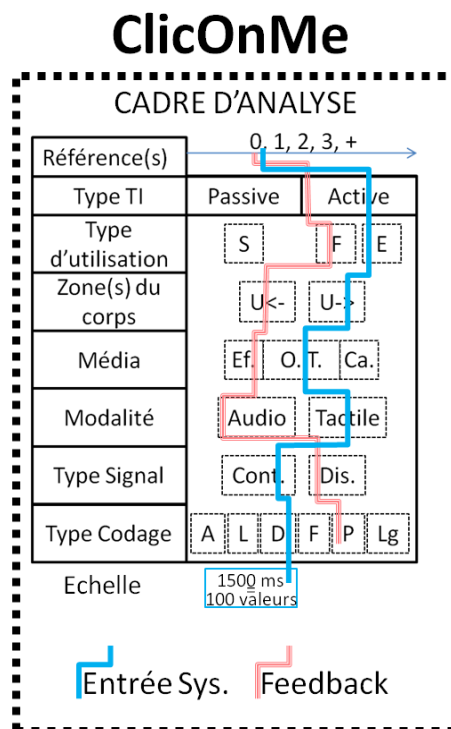 ClicOnMe
CADRE D'ANALYSE
Référence(s) 0, 1, 2, 3, +
Type TI Passive Active
Type
d'utilisation S F E
Zone(s) du
corps U<- U->
Média Ef. O. T. Ca.
Modalité Audio Tactile
Type Signal Cont. Dis.
Type Codage A L D F P Lg
Echelle 1500 ms
=
100 valeurs
Entrée Sys. Feedback